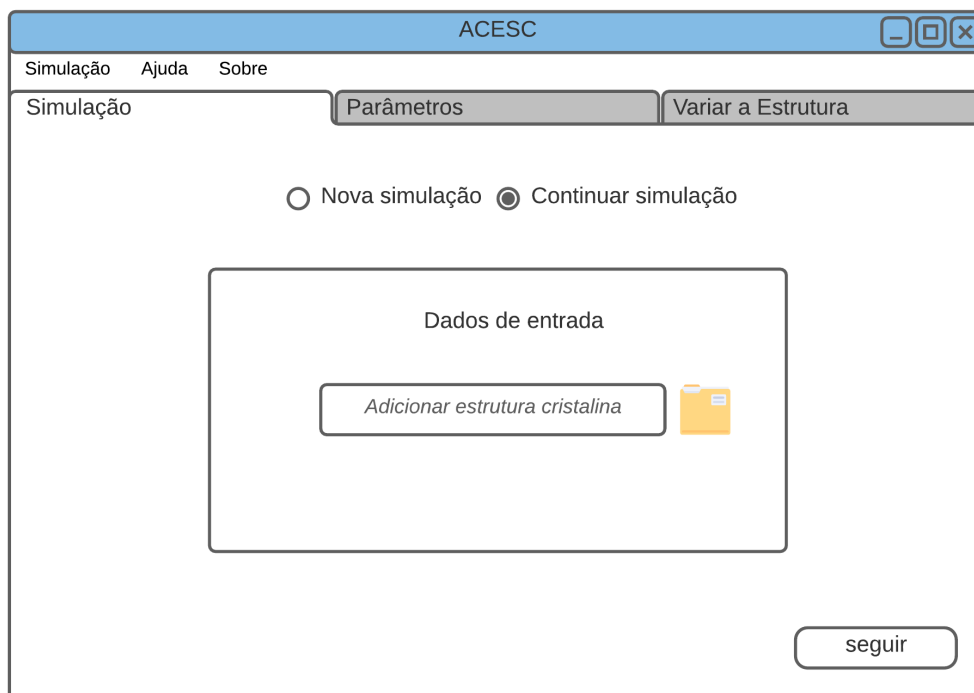 ACESC
Simulação Ajuda Sobre
Simulação Parâmetros Variar a Estrutura
Nova simulação Continuar simulação
Dados de entrada
Adicionar estrutura cristalina
seguir